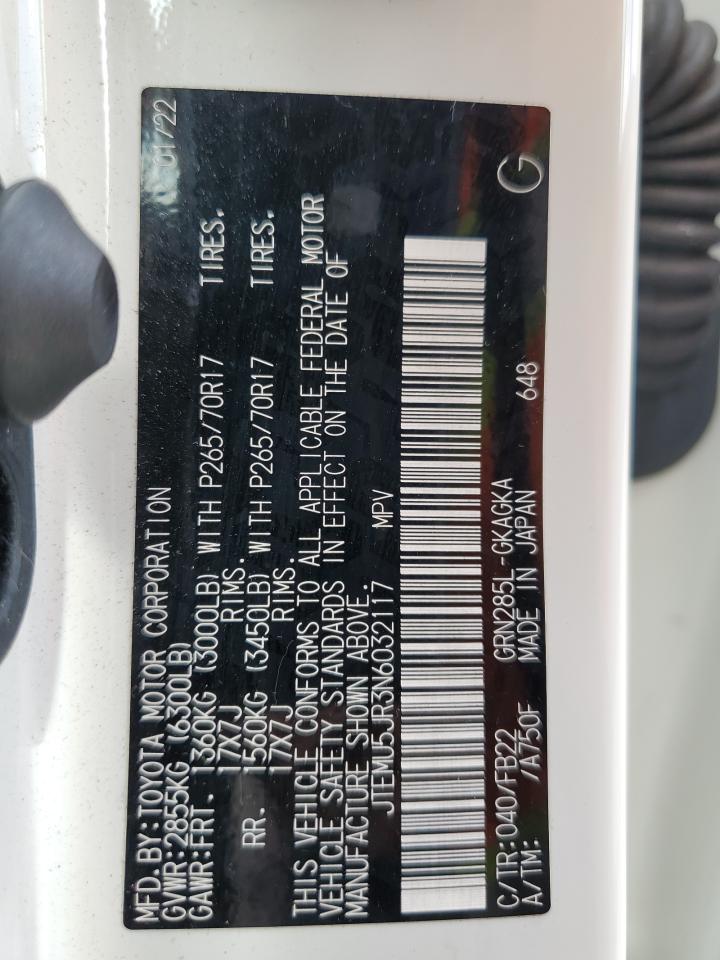 MFD. BY: TOYOTA MOTOR CORPORATION 01/22
GVWR: 2855KG (6300LB)
GAWR: FRT. 1360KG (3000LB) WITH P265/70R17 TIRES.
17X7J RIMS.
RR. 1560KG (3450LB) WITH P265/70R17 TIRES.
17X7J RIMS.
THIS VEHICLE CONFORMS TO ALL APPLICABLE FEDERAL MOTOR
VEHICLE SAFETY STANDARDS IN EFFECT ON THE DATE OF
MANUFACTURE SHOWN ABOVE.
JTEMU5JR3N6032117 MPV
C/TR: 040/FB22 GRN285L-GKAGKA 648 G
A/TM: /A750F MADE IN JAPAN